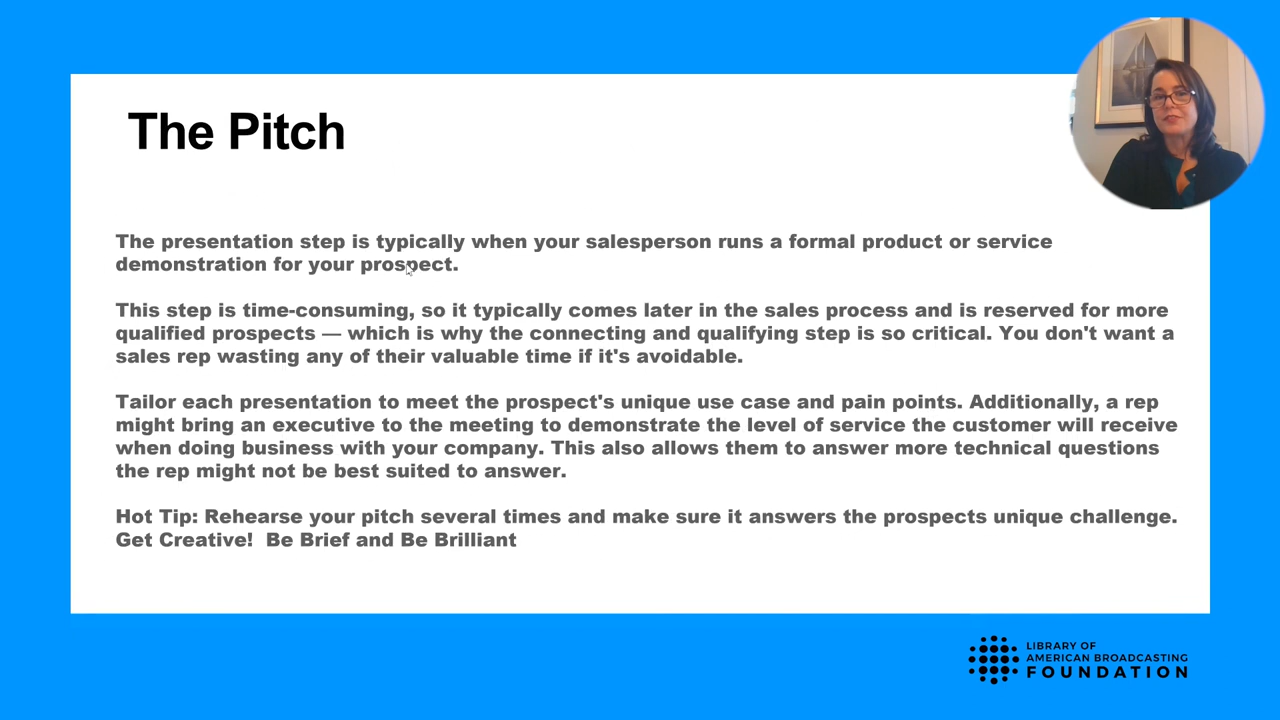 The Pitch
The presentation step is typically when your salesperson runs a formal product or service
demonstration for your prospect.
This step is time-consuming, so it typically comes later in the sales process and is reserved for more
qualified prospects — which is why the connecting and qualifying step is so critical. You don't want a
sales rep wasting any of their valuable time if it's avoidable.
Tailor each presentation to meet the prospect's unique use case and pain points. Additionally, a rep
might bring an executive to the meeting to demonstrate the level of service the customer will receive
when doing business with your company. This also allows them to answer more technical questions
the rep might not be best suited to answer.
Hot Tip: Rehearse your pitch several times and make sure it answers the prospects unique challenge.
Get Creative!  Be Brief and Be Brilliant
LIBRARY OF
AMERICAN BROADCASTING
FOUNDATION